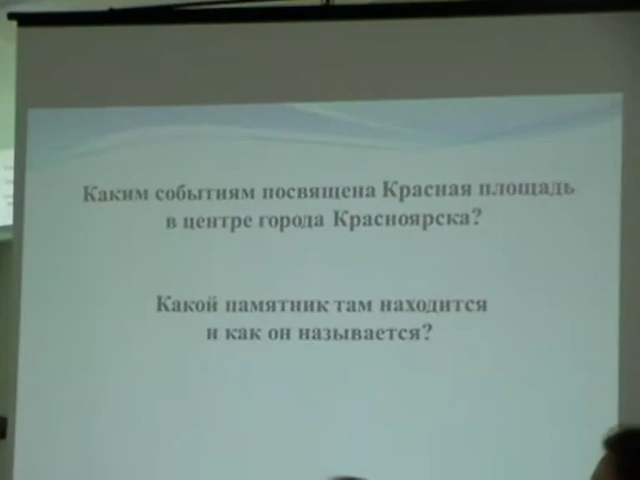 Каким событиям посвящена Красная площадь
в центре города Красноярска?
Какой памятник там находится
и как он называется?